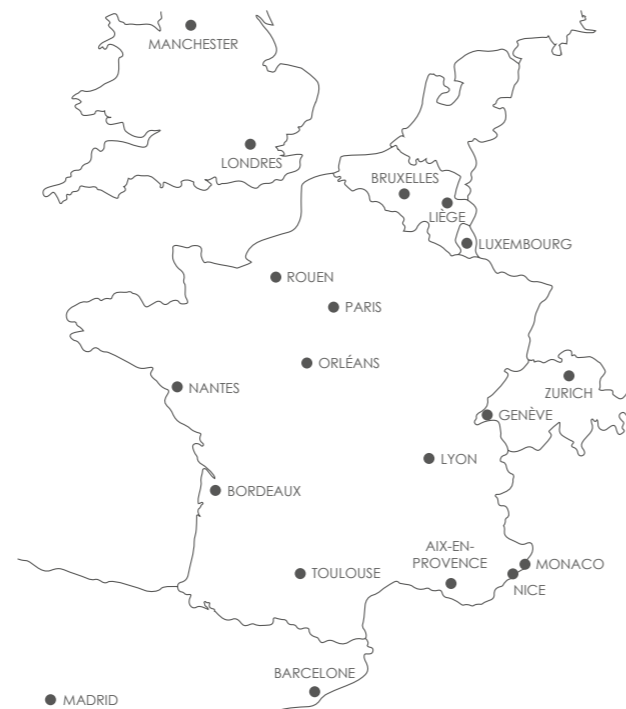 MANCHESTER
LONDRES
BRUXELLES
LIÈGE
LUXEMBOURG
ROUEN
PARIS
ORLÉANS
NANTES
ZURICH
GENÈVE
LYON
BORDEAUX
AIX-EN-
PROVENCE
MONACO
TOULOUSE
NICE
BARCELONE
MADRID